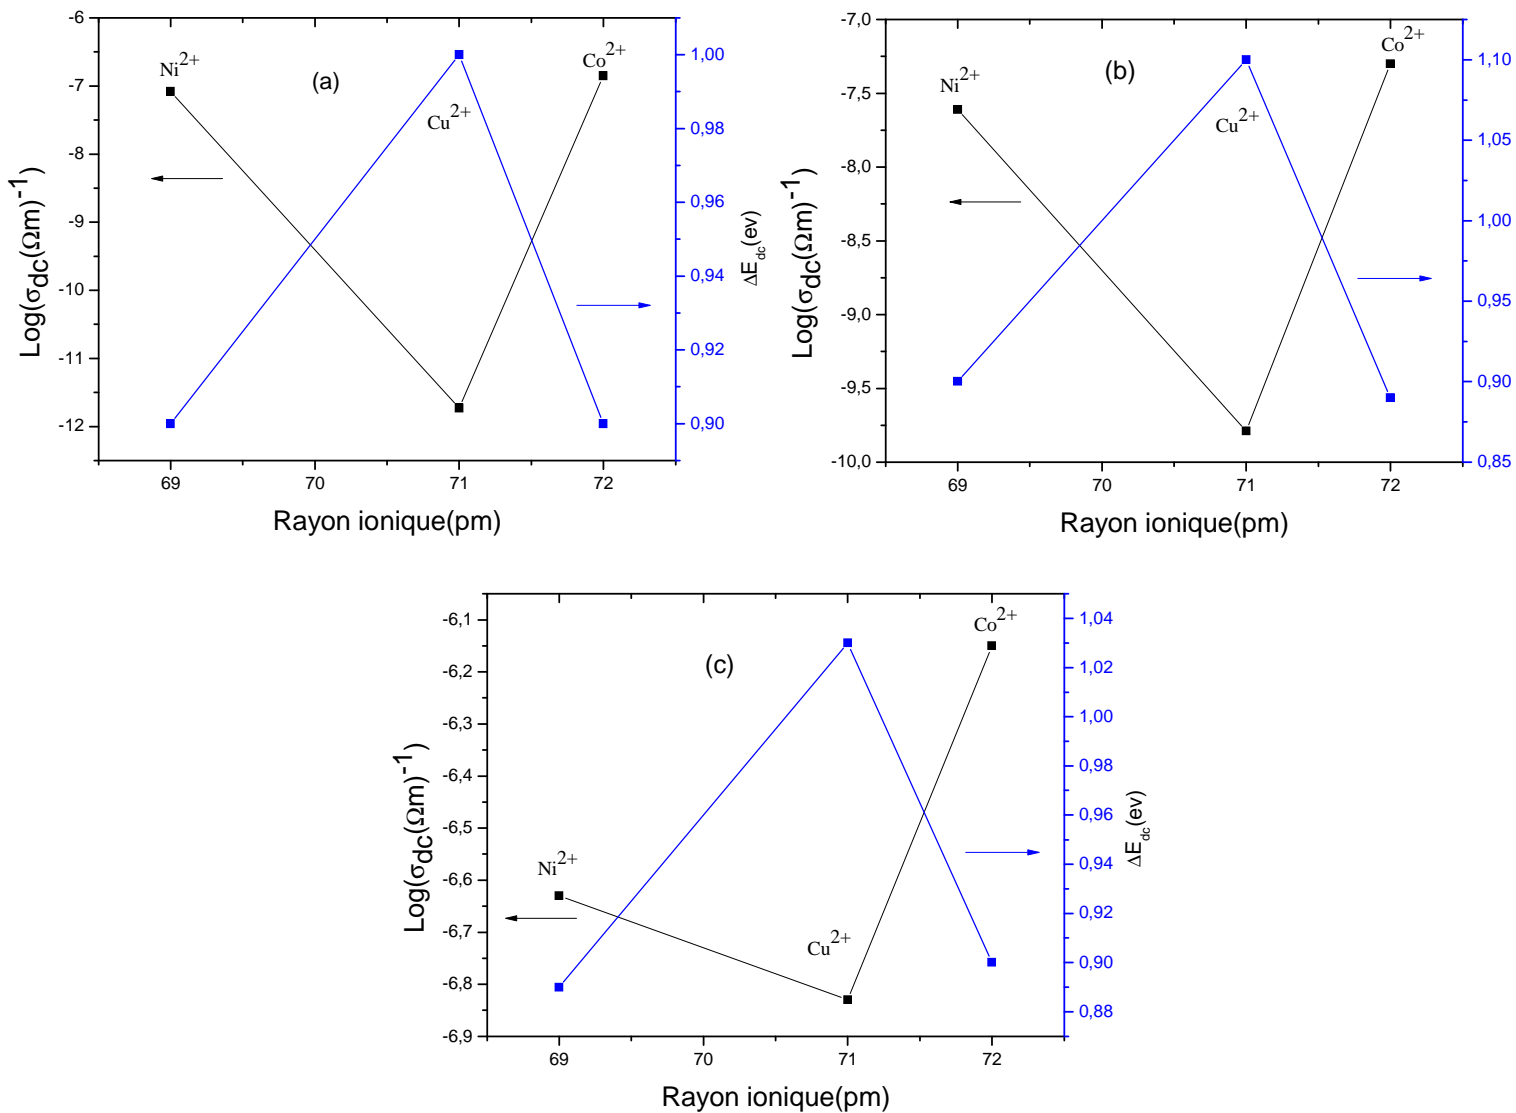 (a)
Ni2+
Cu2+
Co2+
-6
-7
-8
-9
-10
-11
-12
Log(σdc(Ωm)-1)
1,00
0,98
0,96
0,94
0,92
0,90
ΔEdc(ev)
69 70 71 72
Rayon ionique(pm)
(b)
Ni2+
Cu2+
Co2+
-7,0
-7,5
-8,0
-8,5
-9,0
-9,5
-10,0
Log(σdc(Ωm)-1)
1,10
1,05
1,00
0,95
0,90
0,85
69 70 71 72
Rayon ionique(pm)
(c)
Ni2+
Cu2+
Co2+
-6,1
-6,2
-6,3
-6,4
-6,5
-6,6
-6,7
-6,8
-6,9
Log(σdc(Ωm)-1)
1,04
1,02
1,00
0,98
0,96
0,94
0,92
0,90
0,88
ΔEdc(ev)
69 70 71 72
Rayon ionique(pm)